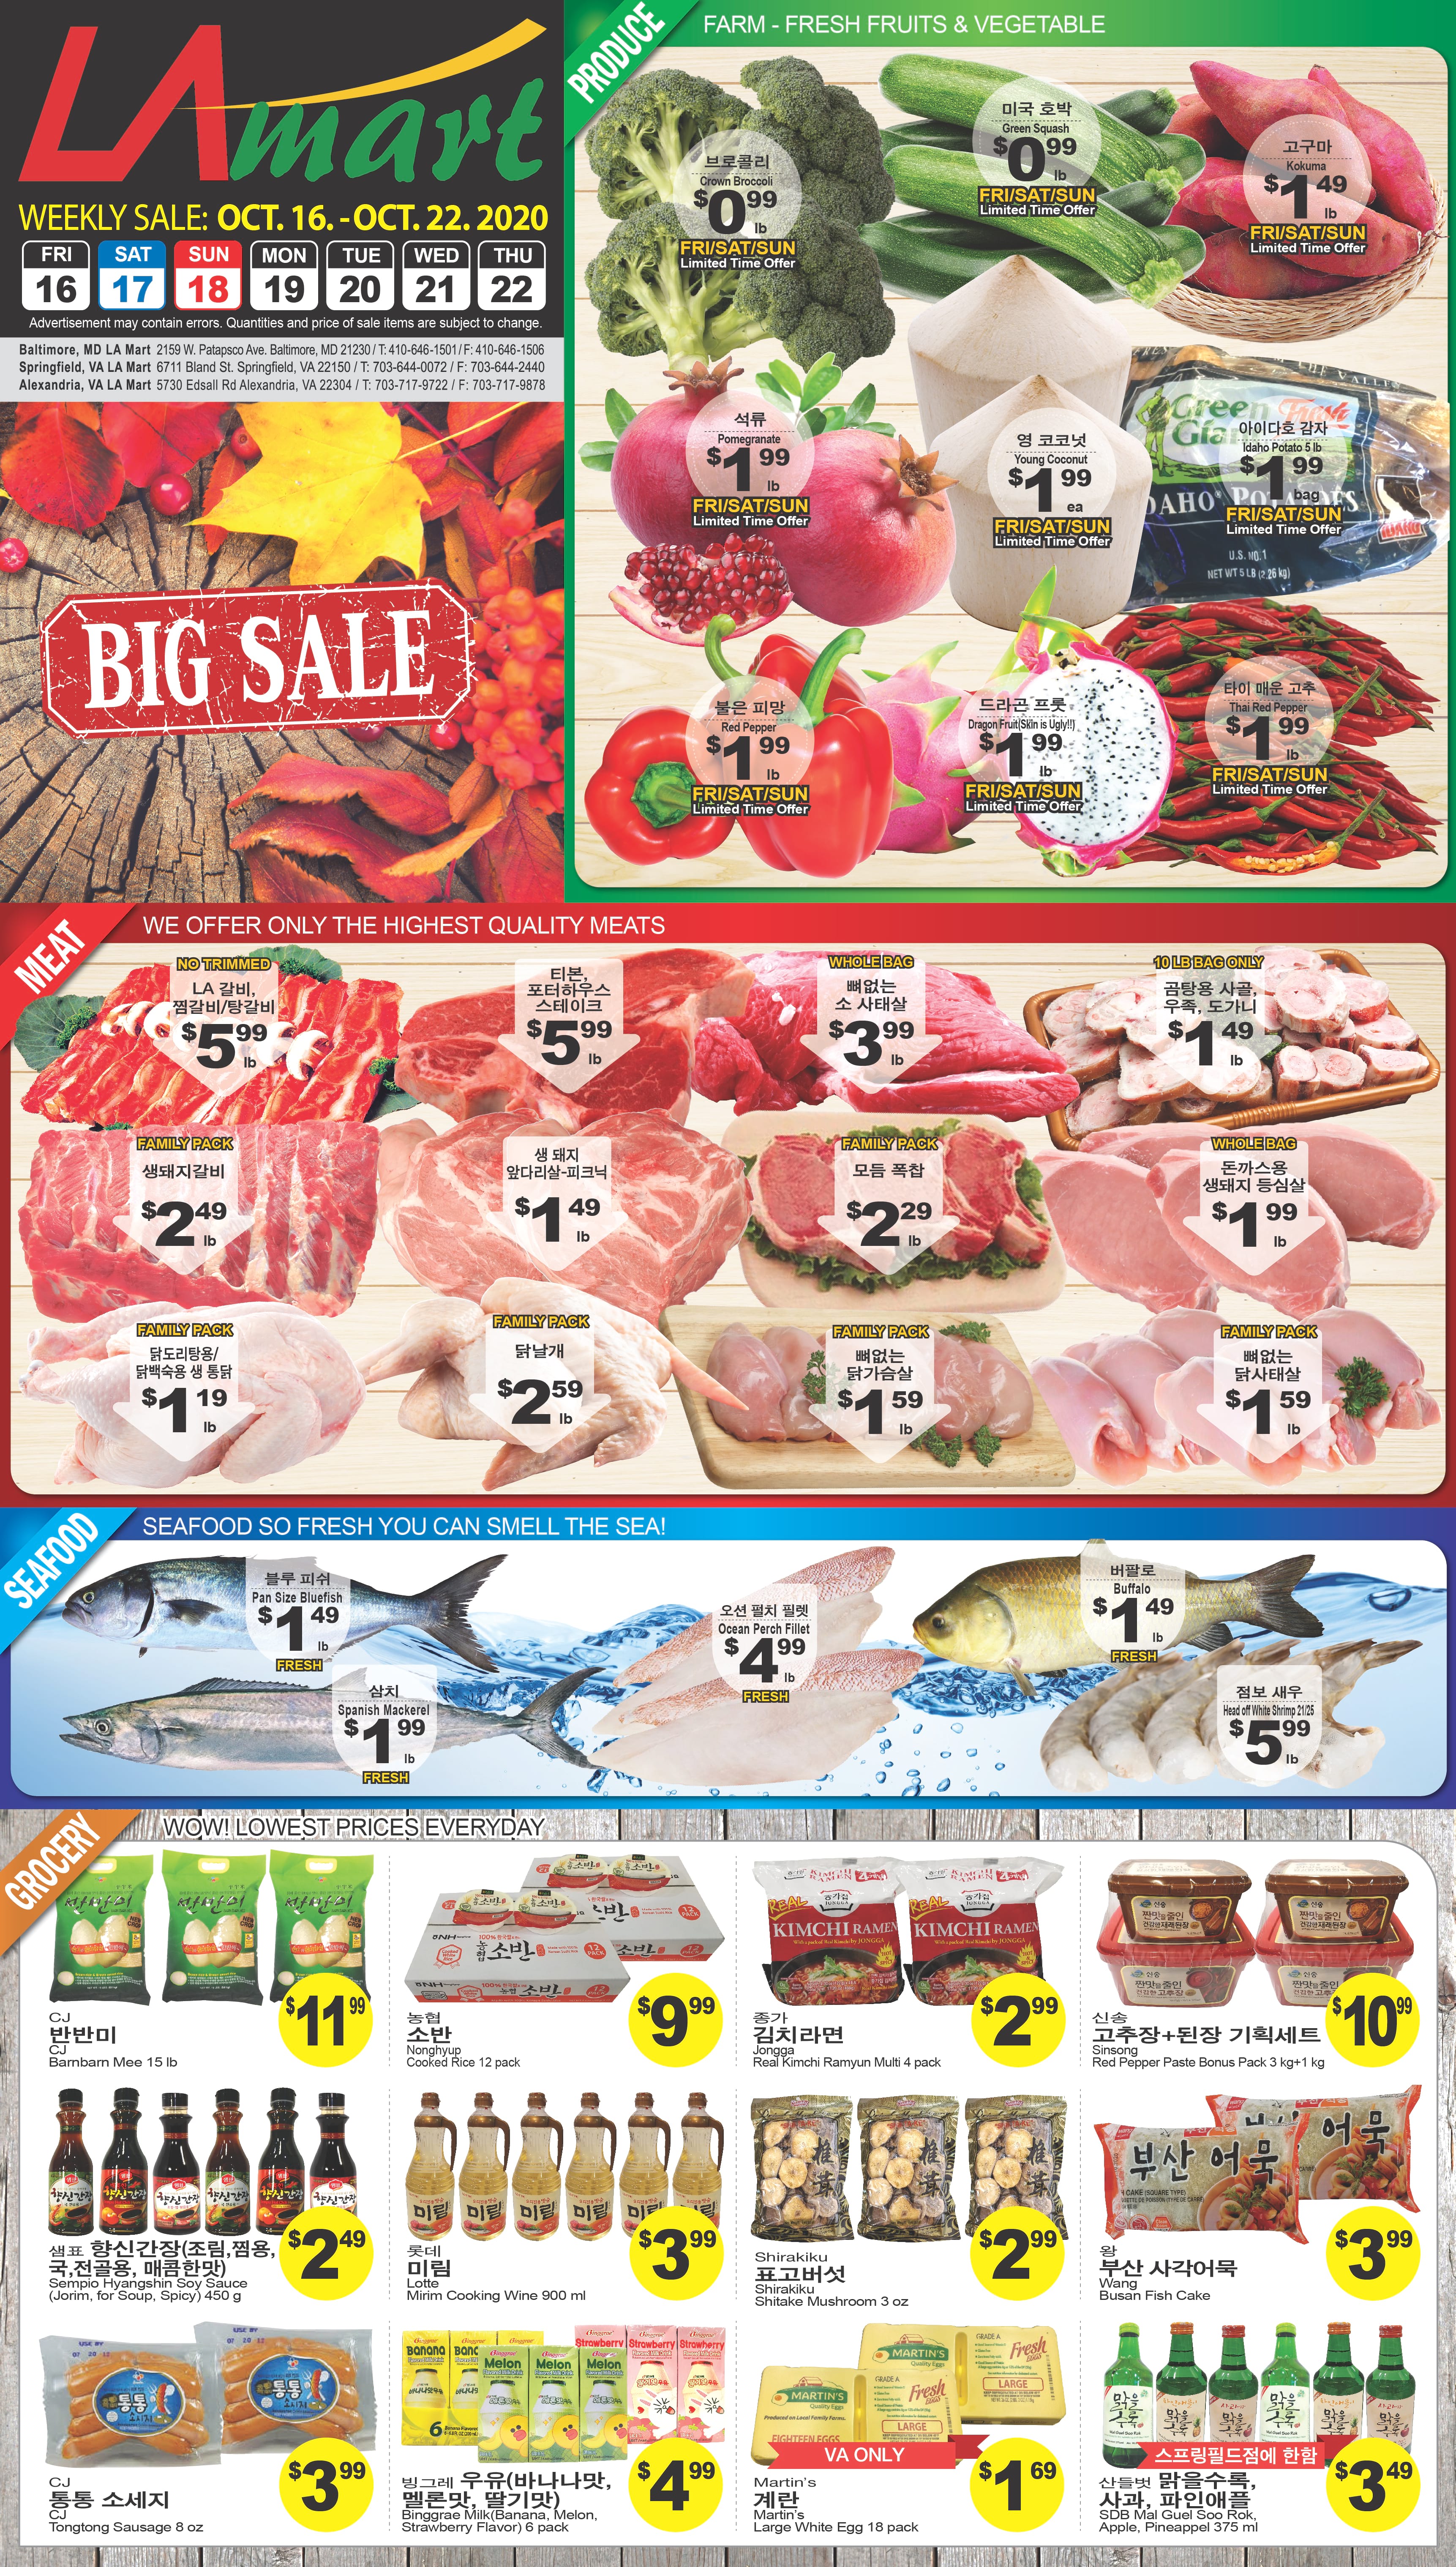 LA mart
WEEKLY SALE: OCT. 16. - OCT. 22. 2020
FRI SAT SUN MON TUE WED THU
16 17 18 19 20 21 22
Advertisement may contain errors. Quantities and price of sale items are subject to change.
Baltimore, MD LA Mart 2159 W. Patapsco Ave. Baltimore, MD 21230 / T: 410-646-1501 / F: 410-646-1506
Springfield, VA LA Mart 6711 Bland St. Springfield, VA 22150 / T: 703-644-0072 / F: 703-644-2440
Alexandria, VA LA Mart 5730 Edsall Rd Alexandria, VA 22304 / T: 703-717-9722 / F: 703-717-9878
BIG SALE
PRODUCE
FARM - FRESH FRUITS & VEGETABLE
브로콜리
Crown Broccoli
$0.99 lb
FRI/SAT/SUN
Limited Time Offer
미국 호박
Green Squash
$0.99 lb
FRI/SAT/SUN
Limited Time Offer
고구마
Kokuma
$1.49 lb
FRI/SAT/SUN
Limited Time Offer
석류
Pomegranate
$1.99 lb
FRI/SAT/SUN
Limited Time Offer
영 코코넛
Young Coconut
$1.99 ea
FRI/SAT/SUN
Limited Time Offer
아이다호 감자
Idaho Potato 5 lb
$1.99 bag
FRI/SAT/SUN
Limited Time Offer
U.S. NO.1
NET WT 5 LB (2.26 kg)
붉은 피망
Red Pepper
$1.99 lb
FRI/SAT/SUN
Limited Time Offer
드라곤 프룻
Dragon Fruit(Skin is Ugly!!)
$1.99 lb
FRI/SAT/SUN
Limited Time Offer
타이 매운 고추
Thai Red Pepper
$1.99 lb
FRI/SAT/SUN
Limited Time Offer
MEAT
WE OFFER ONLY THE HIGHEST QUALITY MEATS
NO TRIMMED
LA 갈비,
찜갈비/탕갈비
$5.99 lb
티본,
포터하우스
스테이크
$5.99 lb
WHOLE BAG
뼈없는
소 사태살
$3.99 lb
10 LB BAG ONLY
곰탕용 사골,
우족, 도가니
$1.49 lb
FAMILY PACK
생돼지갈비
$2.49 lb
생 돼지
앞다리살-피크닉
$1.49 lb
FAMILY PACK
모듬 폭찹
$2.29 lb
WHOLE BAG
돈까스용
생돼지 등심살
$1.99 lb
FAMILY PACK
닭도리탕용/
닭백숙용 생 통닭
$1.19 lb
FAMILY PACK
닭날개
$2.59 lb
FAMILY PACK
뼈없는
닭가슴살
$1.59 lb
FAMILY PACK
뼈없는
닭사태살
$1.59 lb
SEAFOOD
SEAFOOD SO FRESH YOU CAN SMELL THE SEA!
블루 피쉬
Pan Size Bluefish
$1.49 lb
FRESH
삼치
Spanish Mackerel
$1.99 lb
FRESH
오션 펄치 필렛
Ocean Perch Fillet
$4.99 lb
FRESH
버팔로
Buffalo
$1.49 lb
FRESH
점보 새우
Head off White Shrimp 21/25
$5.99 lb
GROCERY
WOW! LOWEST PRICES EVERYDAY
CJ
반반미
CJ
Barnbarn Mee 15 lb
$11.99
농협
소반
Nonghyup
Cooked Rice 12 pack
$9.99
REAL
KIMCHI RAMEN
종가
김치라면
Jongga
Real Kimchi Ramyun Multi 4 pack
$2.99
신송
고추장+된장 기획세트
Sinsong
Red Pepper Paste Bonus Pack 3 kg+1 kg
$10.99
샘표 향신간장(조림,찜용,
국,전골용, 매콤한맛)
Sempio Hyangshin Soy Sauce
(Jorim, for Soup, Spicy) 450 g
$2.49
롯데
미림
Lotte
Mirim Cooking Wine 900 ml
$3.99
Shirakiku
표고버섯
Shirakiku
Shitake Mushroom 3 oz
$2.99
부산 어묵
왕
부산 사각어묵
Wang
Busan Fish Cake
$3.99
CJ
통통 소세지
CJ
Tongtong Sausage 8 oz
$3.99
빙그레 우유(바나나맛,
멜론맛, 딸기맛)
Binggrae Milk(Banana, Melon,
Strawberry Flavor) 6 pack
$4.99
MARTIN'S
Quality Eggs
Fresh
EGGS
LARGE
VA ONLY
Martin's
계란
Martin's
Large White Egg 18 pack
$1.69
스프링필드점에 한함
산들벗 맑을수록,
사과, 파인애플
SDB Mal Guel Soo Rok,
Apple, Pineappel 375 ml
$3.49